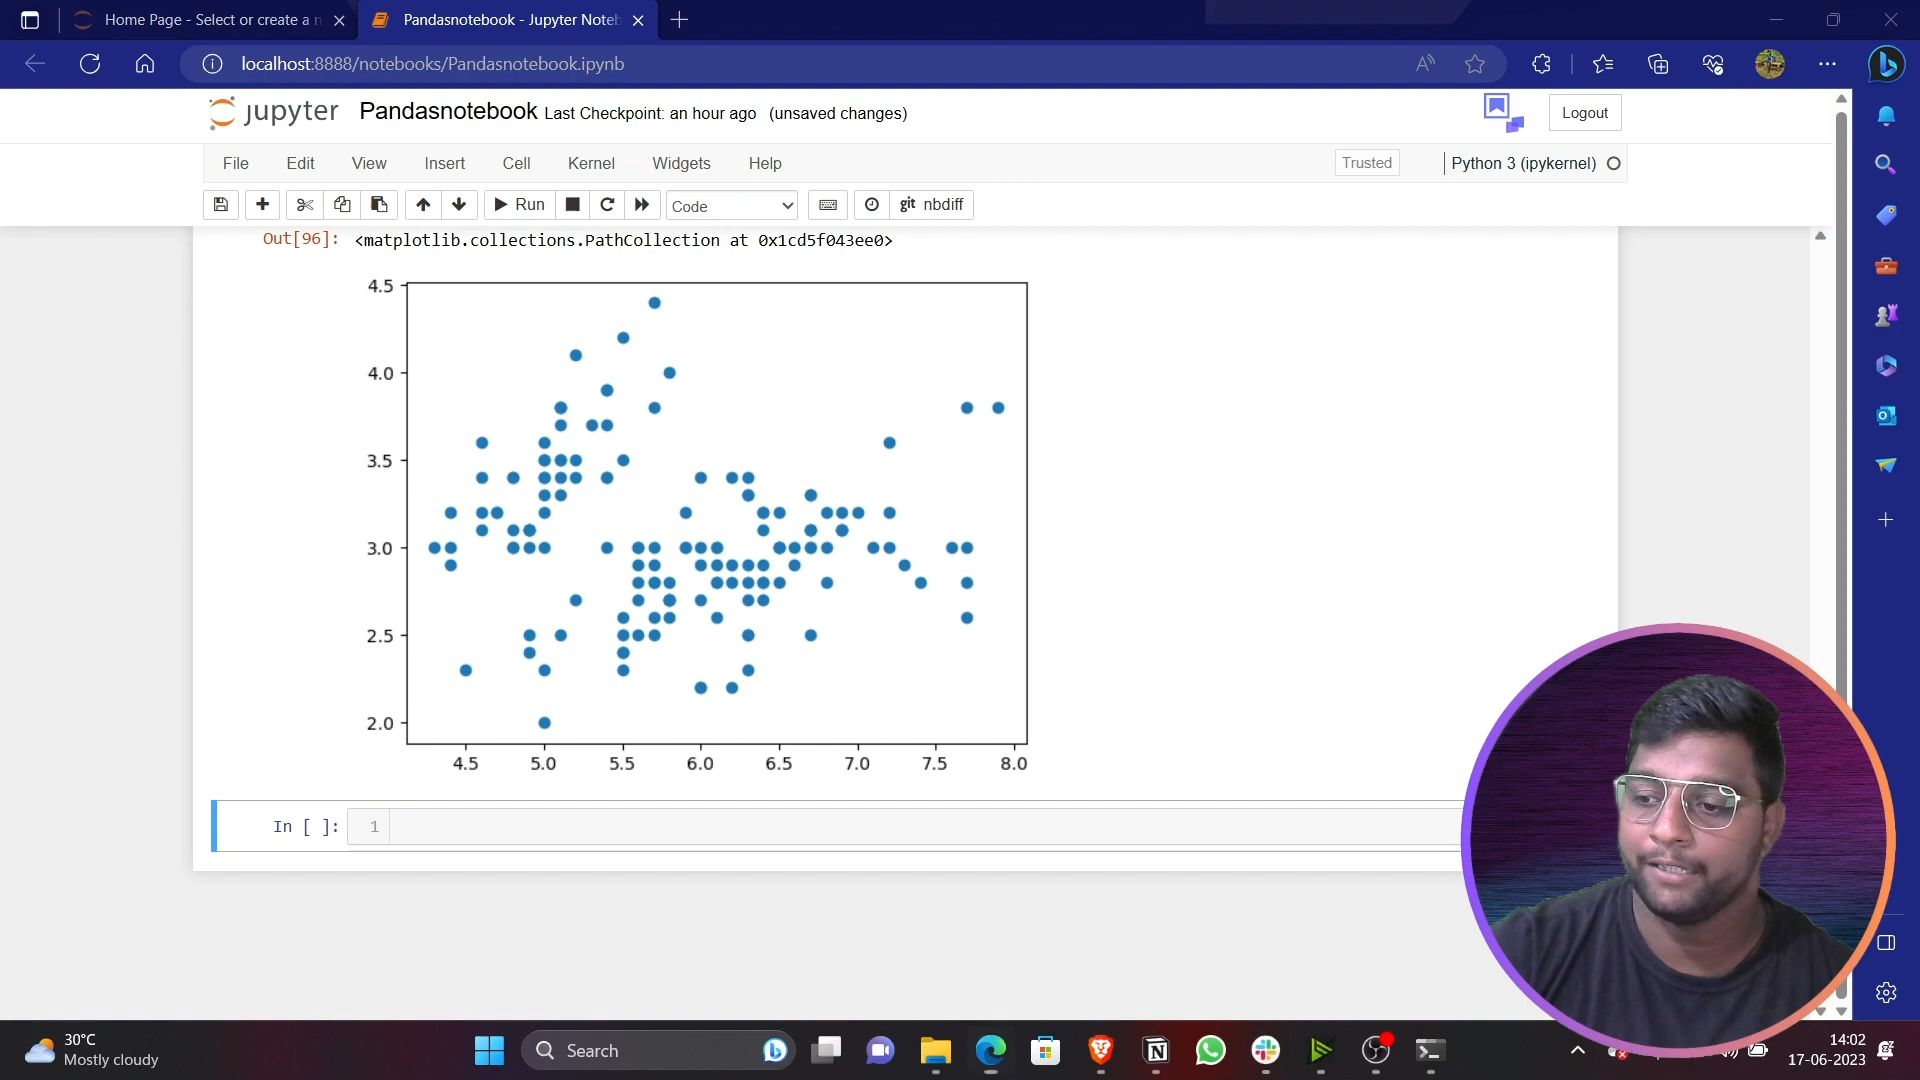 Home Page - Select or create a n
Pandasnotebook - Jupyter Noteb
localhost:8888/notebooks/Pandasnotebook.ipynb
jupyter Pandasnotebook Last Checkpoint: an hour ago (unsaved changes)
Logout
File Edit View Insert Cell Kernel Widgets Help
Trusted
Python 3 (ipykernel)
Run Code git nbdiff
Out[96]: <matplotlib.collections.PathCollection at 0x1cd5f043ee0>
4.5
4.0
3.5
3.0
2.5
2.0
4.5 5.0 5.5 6.0 6.5 7.0 7.5 8.0
In [ ]: 1
30°C
Mostly cloudy
Search
14:02
17-06-2023